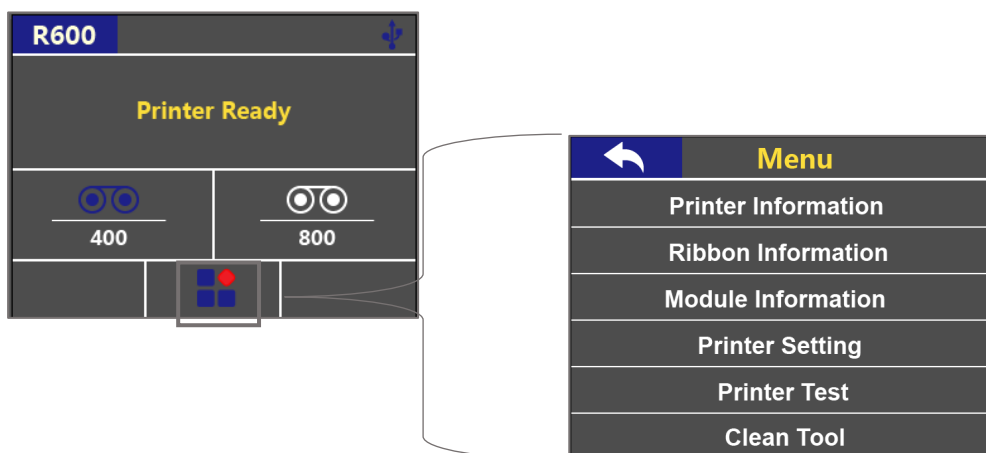 R600
Printer Ready
400
800
Menu
Printer Information
Ribbon Information
Module Information
Printer Setting
Printer Test
Clean Tool